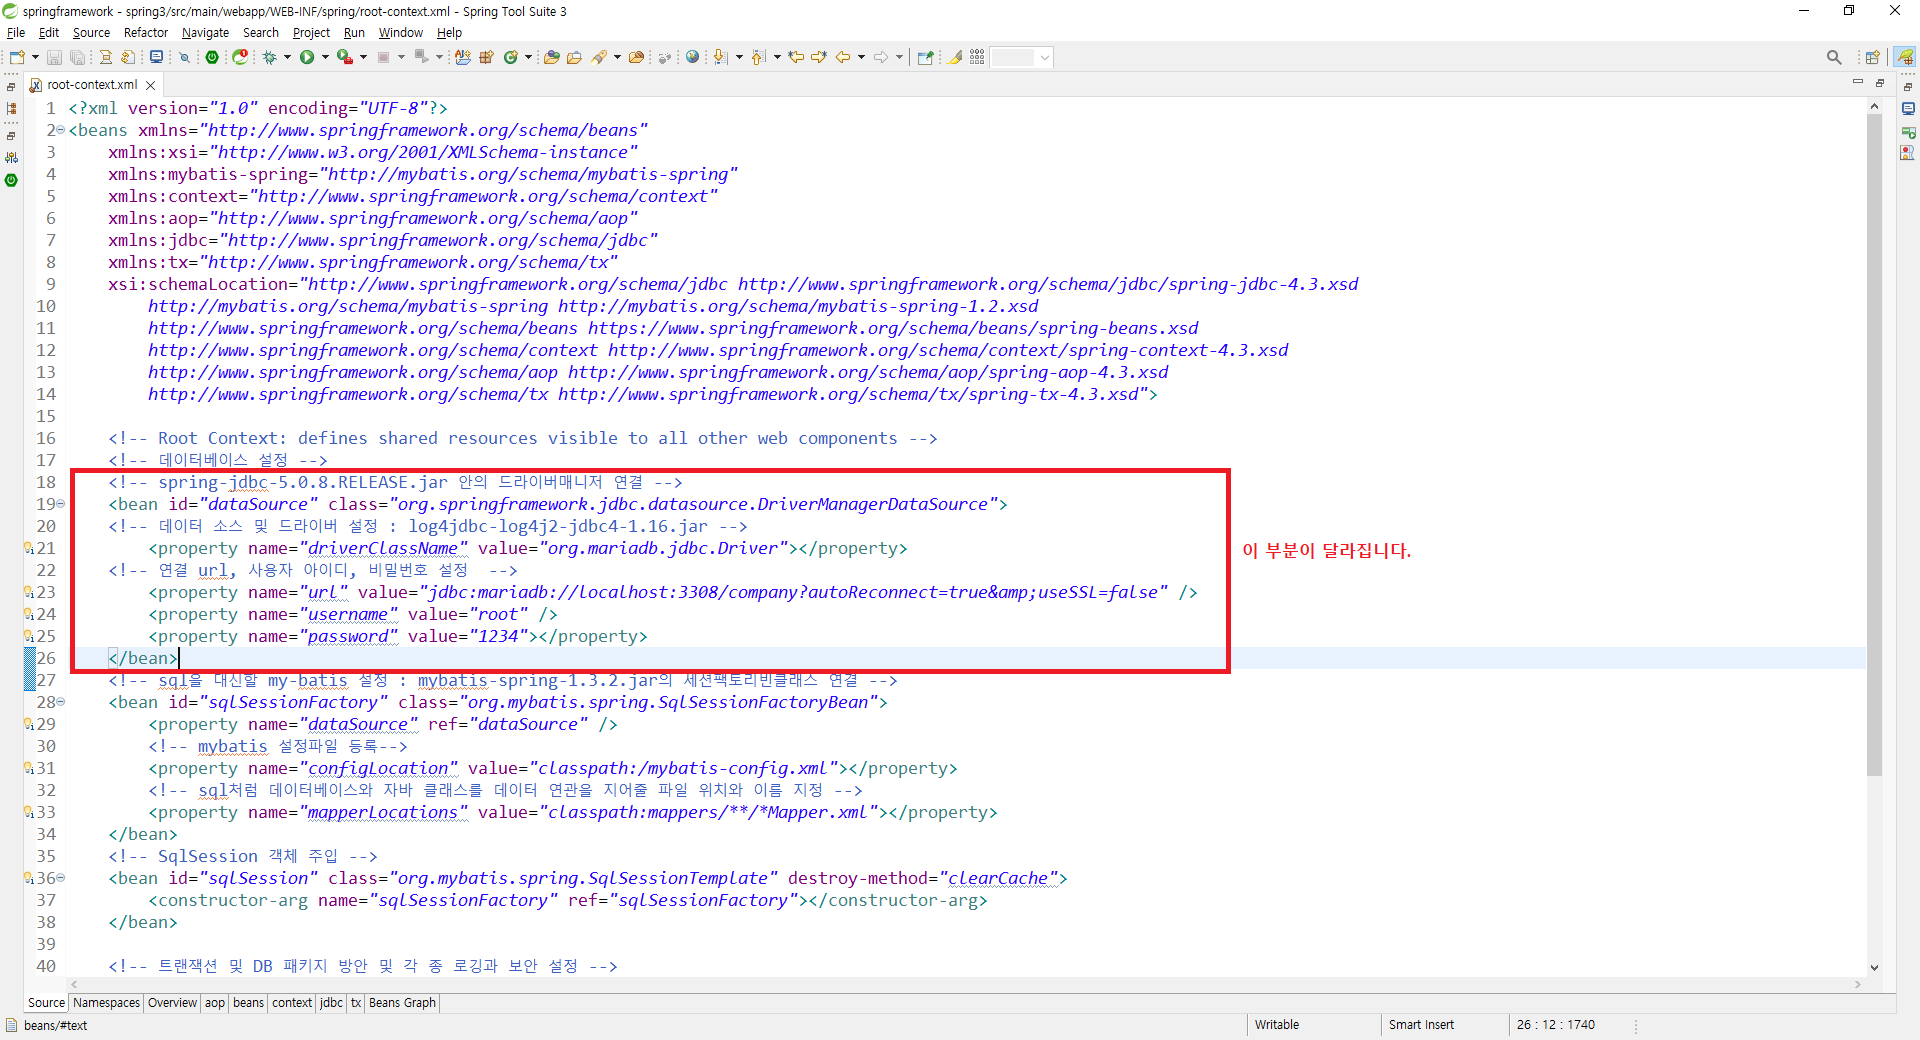 springframework - spring3/src/main/webapp/WEB-INF/spring/root-context.xml - Spring Tool Suite 3
File Edit Source Refactor Navigate Search Project Run Window Help
root-context.xml
1 <?xml version="1.0" encoding="UTF-8"?>
2 <beans xmlns="http://www.springframework.org/schema/beans"
3 xmlns:xsi="http://www.w3.org/2001/XMLSchema-instance"
4 xmlns:mybatis-spring="http://mybatis.org/schema/mybatis-spring"
5 xmlns:context="http://www.springframework.org/schema/context"
6 xmlns:aop="http://www.springframework.org/schema/aop"
7 xmlns:jdbc="http://www.springframework.org/schema/jdbc"
8 xmlns:tx="http://www.springframework.org/schema/tx"
9 xsi:schemaLocation="http://www.springframework.org/schema/jdbc http://www.springframework.org/schema/jdbc/spring-jdbc-4.3.xsd
10 http://mybatis.org/schema/mybatis-spring http://mybatis.org/schema/mybatis-spring-1.2.xsd
11 http://www.springframework.org/schema/beans https://www.springframework.org/schema/beans/spring-beans.xsd
12 http://www.springframework.org/schema/context http://www.springframework.org/schema/context/spring-context-4.3.xsd
13 http://www.springframework.org/schema/aop http://www.springframework.org/schema/aop/spring-aop-4.3.xsd
14 http://www.springframework.org/schema/tx http://www.springframework.org/schema/tx/spring-tx-4.3.xsd">
15
16 <!-- Root Context: defines shared resources visible to all other web components -->
17 <!-- 데이터베이스 설정 -->
18 <!-- spring-jdbc-5.0.8.RELEASE.jar 안의 드라이버매니저 연결 -->
19 <bean id="dataSource" class="org.springframework.jdbc.datasource.DriverManagerDataSource">
20 <!-- 데이터 소스 및 드라이버 설정 : log4jdbc-log4j2-jdbc4-1.16.jar -->
21 <property name="driverClassName" value="org.mariadb.jdbc.Driver"></property>
이 부분이 달라집니다.
22 <!-- 연결 url, 사용자 아이디, 비밀번호 설정 -->
23 <property name="url" value="jdbc:mariadb://localhost:3308/company?autoReconnect=true&amp;useSSL=false" />
24 <property name="username" value="root" />
25 <property name="password" value="1234"></property>
26 </bean>
27 <!-- sql을 대신할 my-batis 설정 : mybatis-spring-1.3.2.jar의 세션팩토리빈클래스 연결 -->
28 <bean id="sqlSessionFactory" class="org.mybatis.spring.SqlSessionFactoryBean">
29 <property name="dataSource" ref="dataSource" />
30 <!-- mybatis 설정파일 등록-->
31 <property name="configLocation" value="classpath:/mybatis-config.xml"></property>
32 <!-- sql처럼 데이터베이스와 자바 클래스를 데이터 연관을 지어줄 파일 위치와 이름 지정 -->
33 <property name="mapperLocations" value="classpath:mappers/**/*Mapper.xml"></property>
34 </bean>
35 <!-- SqlSession 객체 주입 -->
36 <bean id="sqlSession" class="org.mybatis.spring.SqlSessionTemplate" destroy-method="clearCache">
37 <constructor-arg name="sqlSessionFactory" ref="sqlSessionFactory"></constructor-arg>
38 </bean>
39
40 <!-- 트랜잭션 및 DB 패키지 방안 및 각 종 로깅과 보안 설정 -->
Source Namespaces Overview aop beans context jdbc tx Beans Graph
beans/#text Writable Smart Insert 26 : 12 : 1740